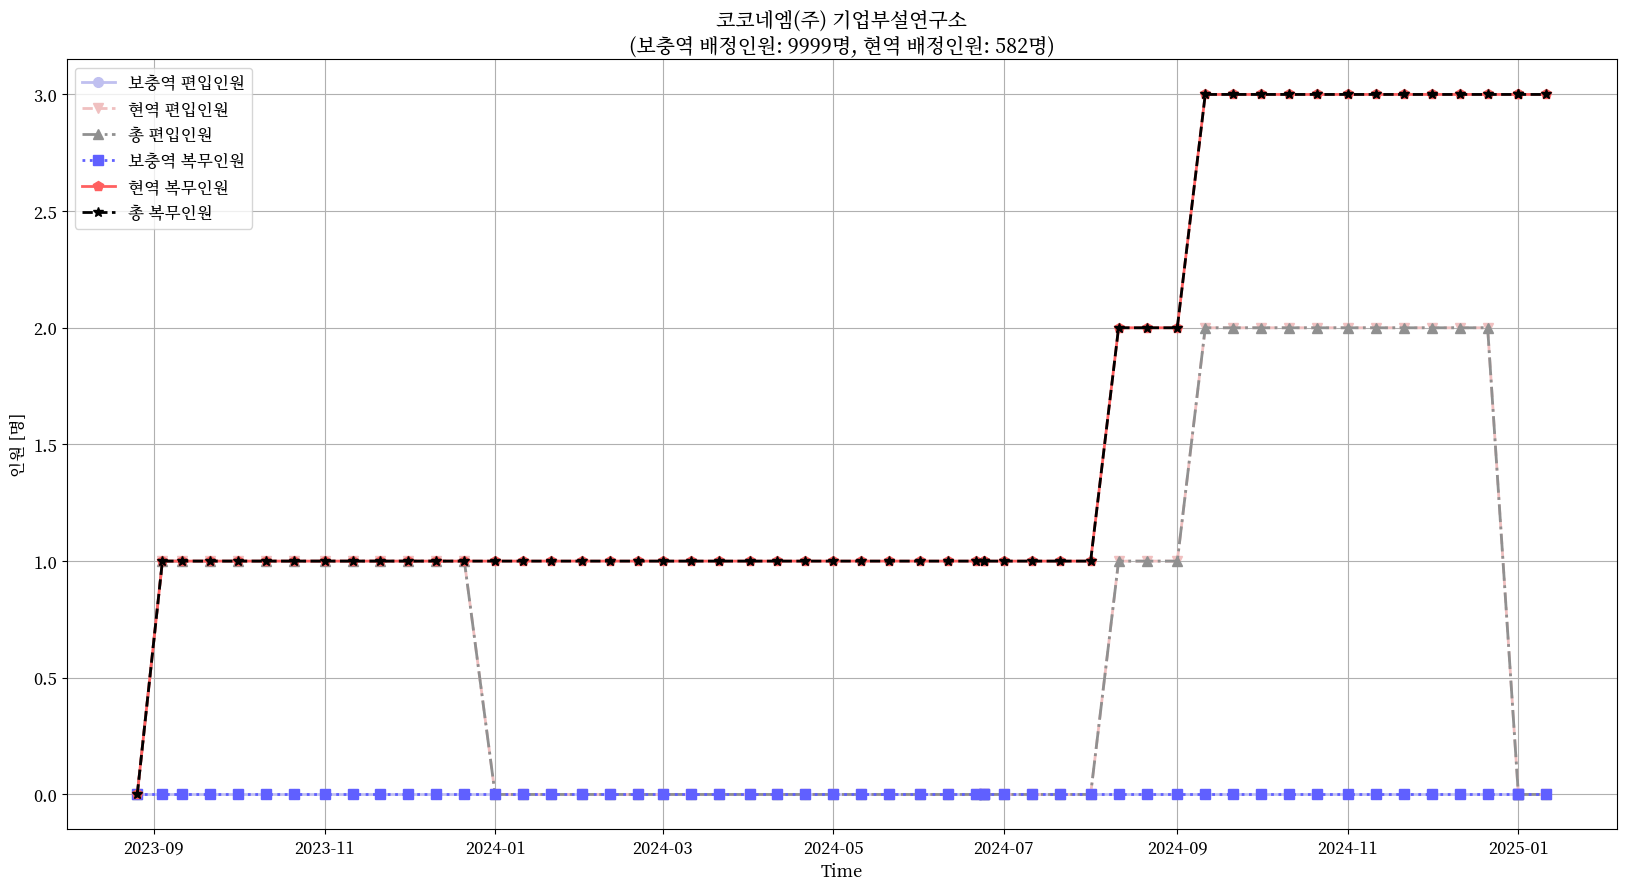 코코네엠(주) 기업부설연구소
(보충역 배정인원: 9999명, 현역 배정인원: 582명)
보충역 편입인원
현역 편입인원
총 편입인원
보충역 복무인원
현역 복무인원
총 복무인원
3.0
2.5
2.0
1.5
1.0
0.5
0.0
인원 [명]
2023-09 2023-11 2024-01 2024-03 2024-05 2024-07 2024-09 2024-11 2025-01
Time